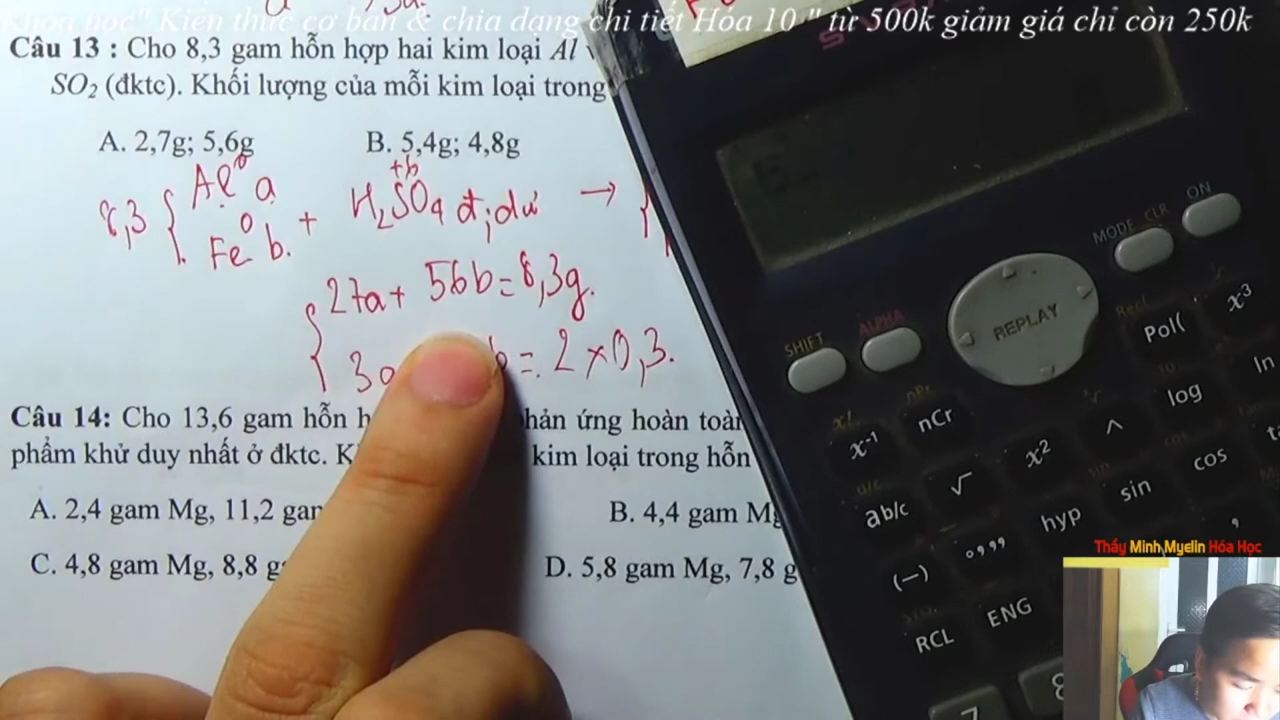 Khóa học" Kiến thức cơ bản & chia dạng chi tiết Hóa 10 " từ 500k giảm giá chỉ còn 250k
Câu 13 : Cho 8,3 gam hỗn hợp hai kim loại Al
SO2 (đktc). Khối lượng của mỗi kim loại trong
A. 2,7g; 5,6g B. 5,4g; 4,8g
8,3 { Al 0 a + H2SO4 đ; dư →
+6
Fe 0 b.
27a + 56b = 8,3g.
= 2 × 0,3.
Câu 14: Cho 13,6 gam hỗn phản ứng hoàn toàn
phẩm khử duy nhất ở đktc. kim loại trong hỗn
A. 2,4 gam Mg, 11,2 B. 4,4 gam Mg
C. 4,8 gam Mg, 8,8 D. 5,8 gam Mg, 7,8 g
ON
MODE CLR
SHIFT ALPHA
REPLAY
Pol( x³
x⁻¹ nCr
log ln
ab/c √ x² ^
(−) °,,, hyp sin cos
RCL ENG
7 8
Thầy Minh Myelin Hóa Học